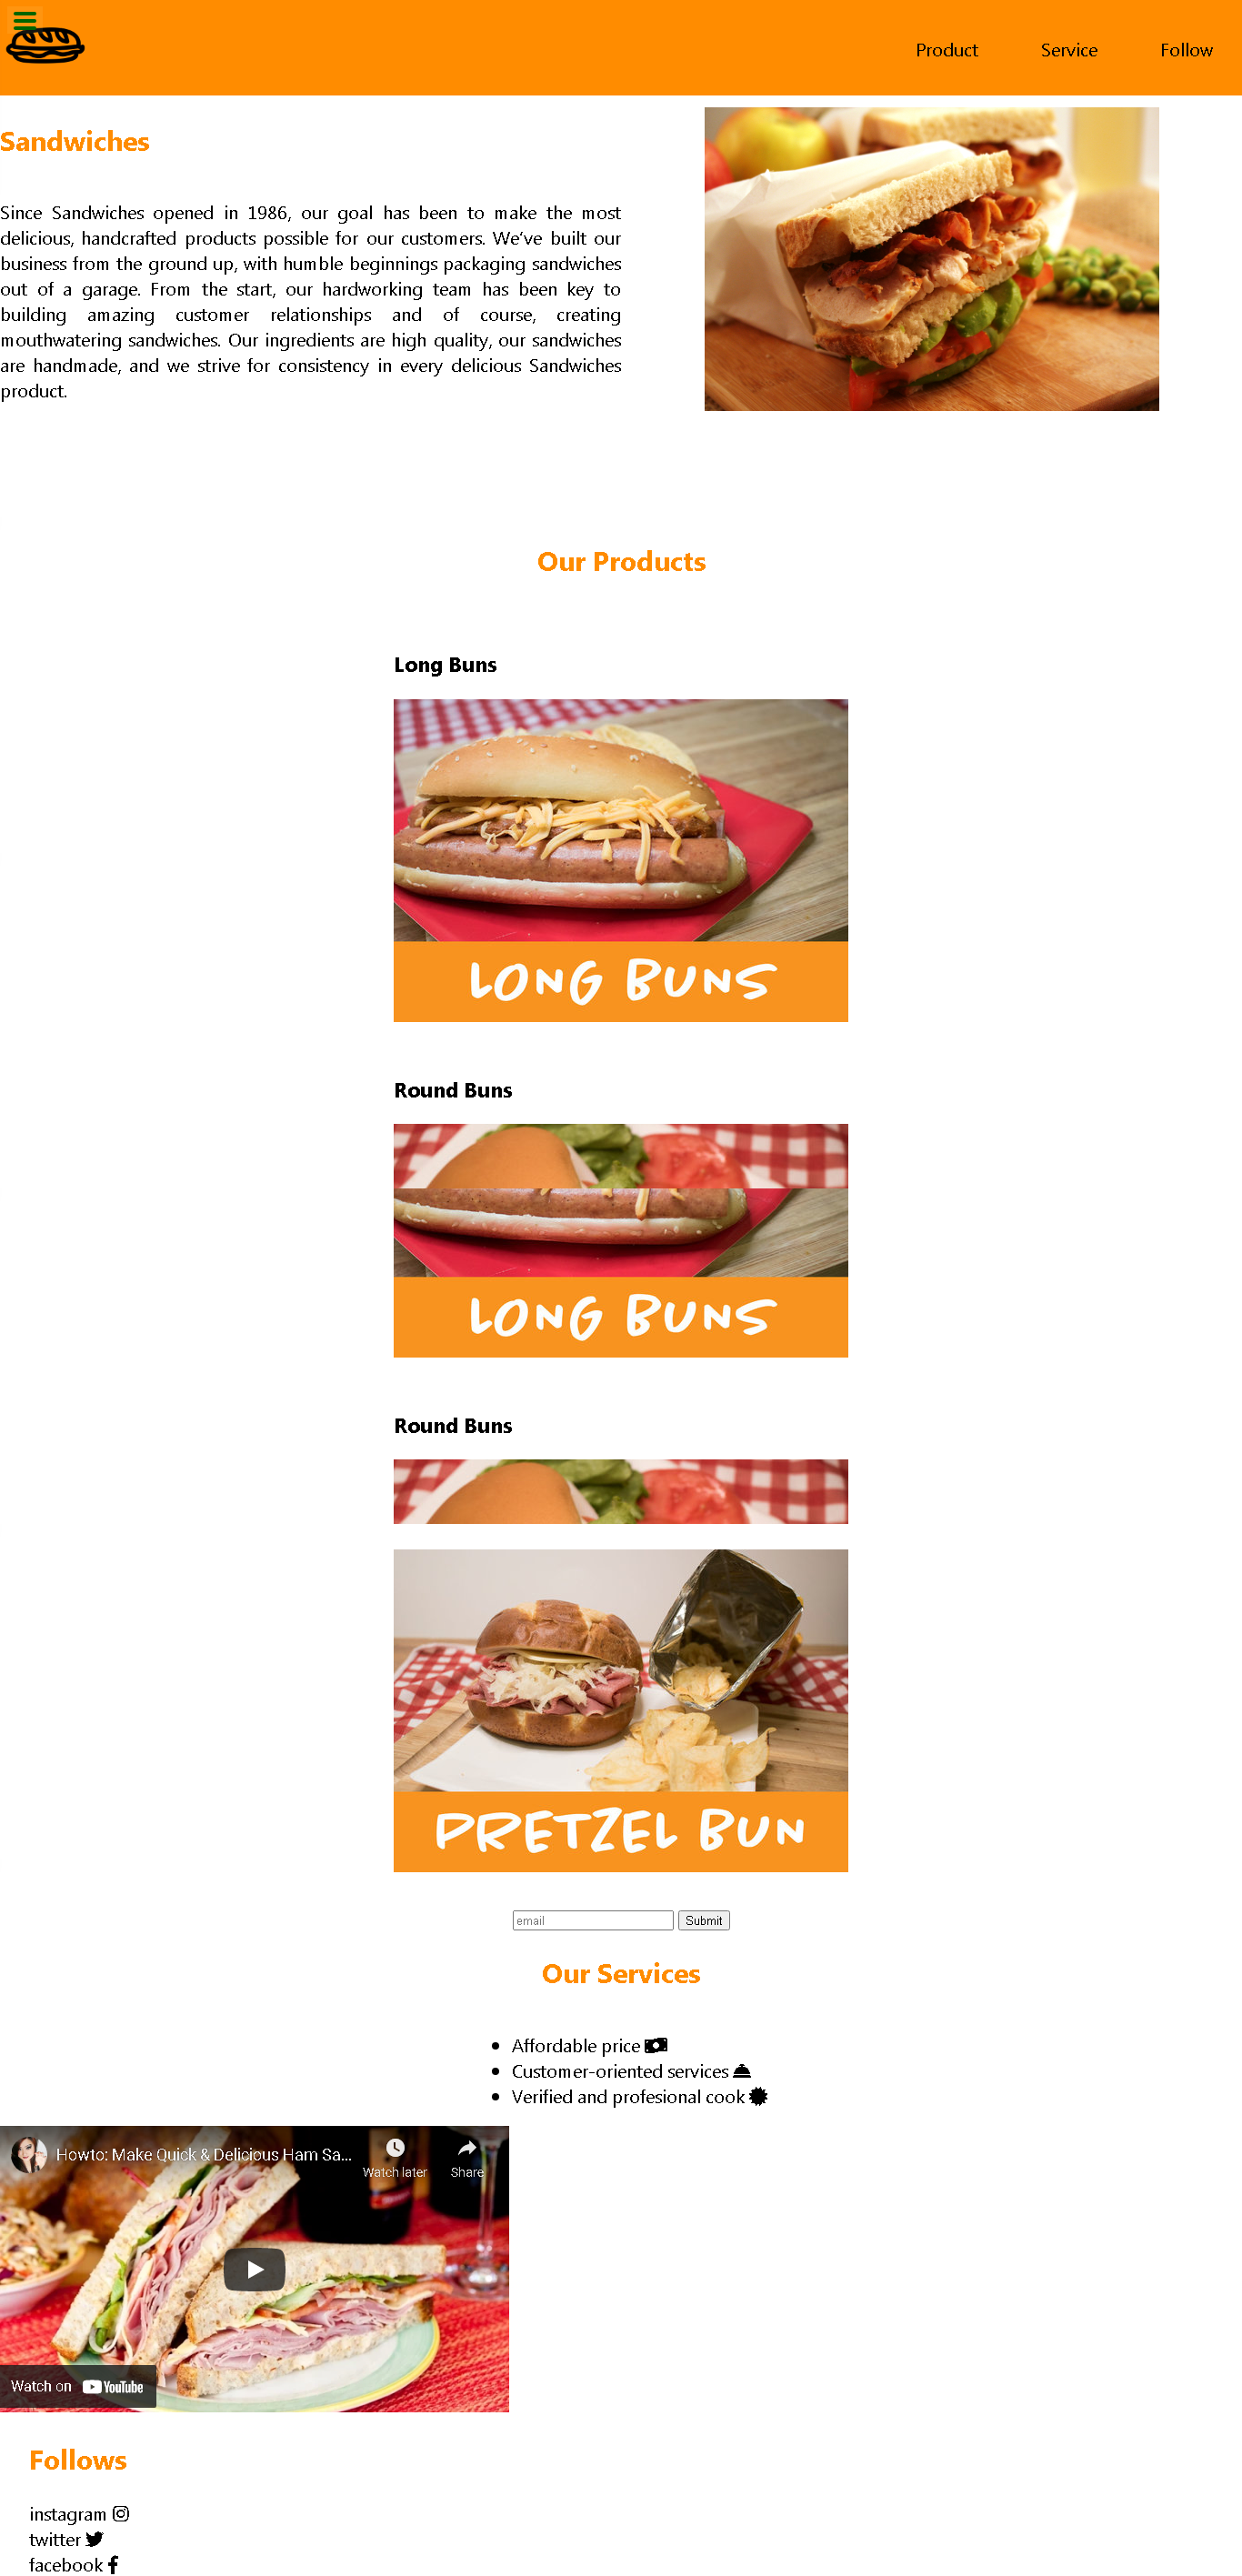 Product Service Follow
Sandwiches
Since Sandwiches opened in 1986, our goal has been to make the most
delicious, handcrafted products possible for our customers. We've built our
business from the ground up, with humble beginnings packaging sandwiches
out of a garage. From the start, our hardworking team has been key to
building amazing customer relationships and of course, creating
mouthwatering sandwiches. Our ingredients are high quality, our sandwiches
are handmade, and we strive for consistency in every delicious Sandwiches
product.
Our Products
Long Buns
LONG BUNS
Round Buns
LONG BUNS
Round Buns
PRETZEL BUN
email Submit
Our Services
Affordable price
Customer-oriented services
Verified and profesional cook
Howto: Make Quick & Delicious Ham Sa...
Watch later Share
Watch on YouTube
Follows
instagram
twitter
facebook